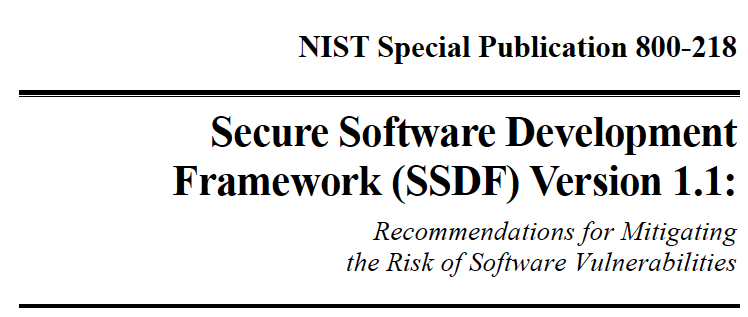 NIST Special Publication 800-218
Secure Software Development
Framework (SSDF) Version 1.1:
Recommendations for Mitigating
the Risk of Software Vulnerabilities